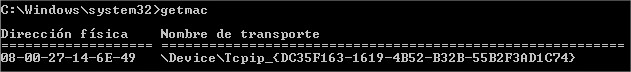 C:\Windows\system32>getmac
Dirección física    Nombre de transporte
=================== ==========================================================
08-00-27-14-6E-49   \Device\Tcpip_{DC35F163-1619-4B52-B32B-55B2F3AD1C74}